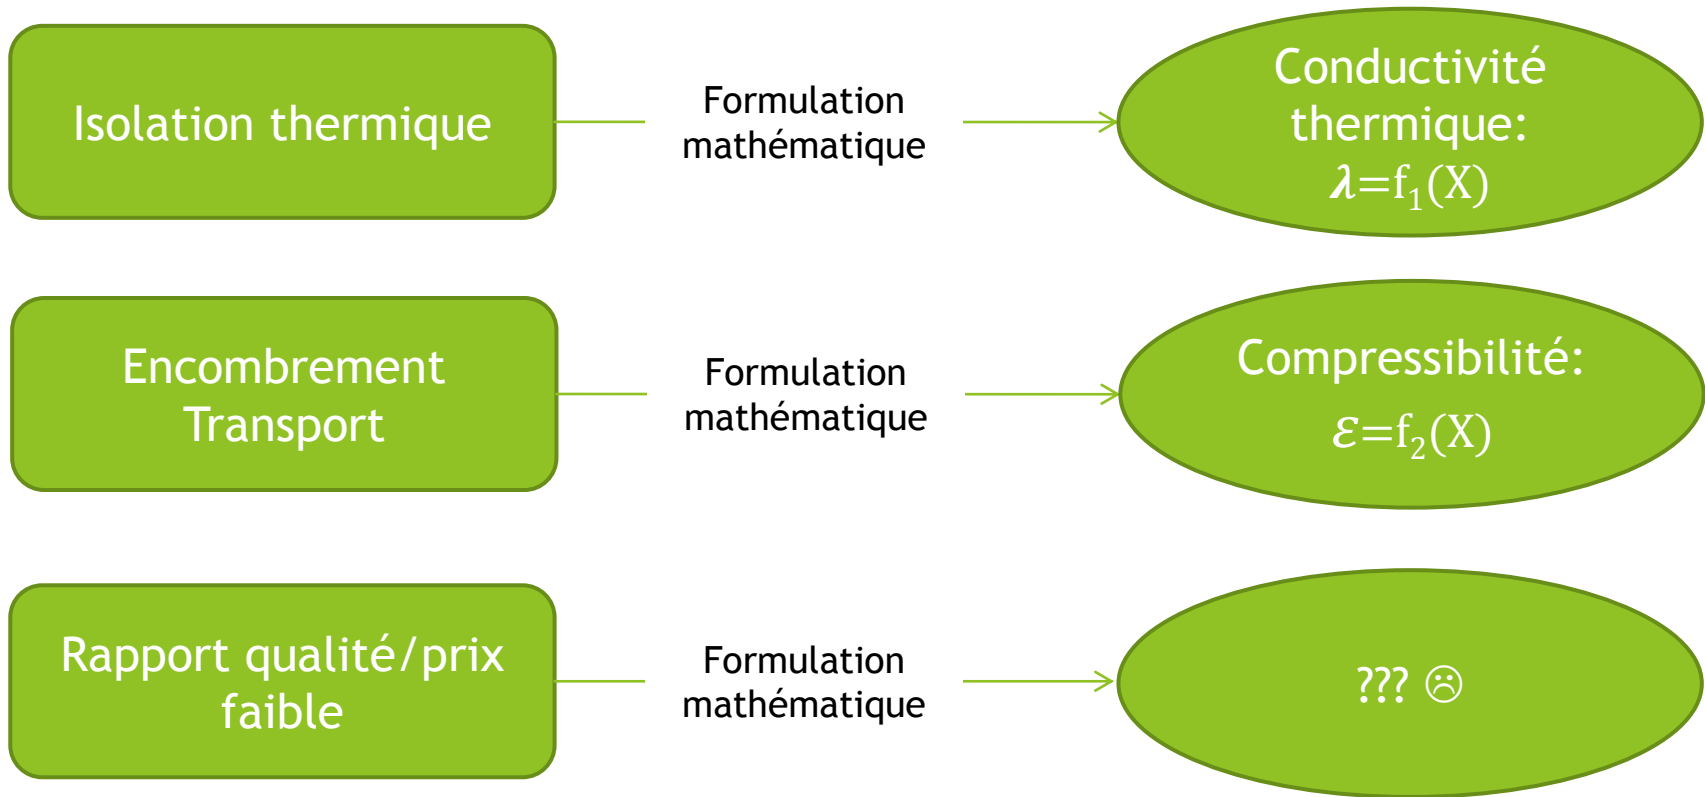 Isolation thermique
Formulation
mathématique
Conductivité
thermique:
λ=f₁(X)
Encombrement
Transport
Formulation
mathématique
Compressibilité:
ε=f₂(X)
Rapport qualité/prix
faible
Formulation
mathématique
??? ☹